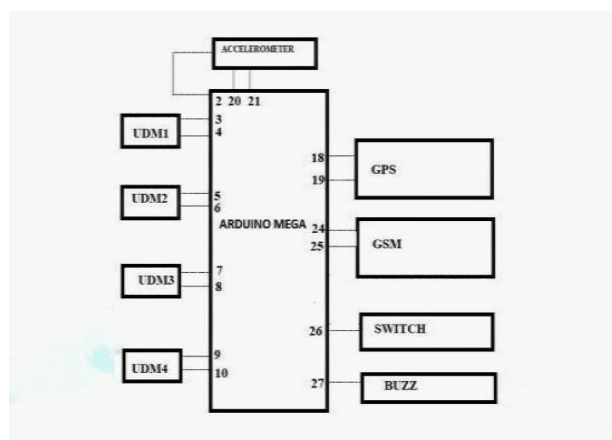 ACCELEROMETER
2 20 21
3
UDM1
4
18
GPS
19
UDM2
5
6
ARDUINO MEGA
24
GSM
25
7
UDM3
8
26
SWITCH
9
UDM4
10
27
BUZZ